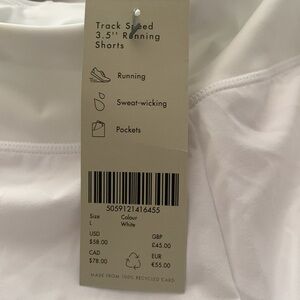 Track Speed
3.5'' Running
Shorts
Running
Sweat-wicking
Pockets
5059121416455
Size Colour
L White
USD GBP
$58.00 £45.00
CAD EUR
$78.00 €55.00
MADE FROM 100% RECYCLED CARD